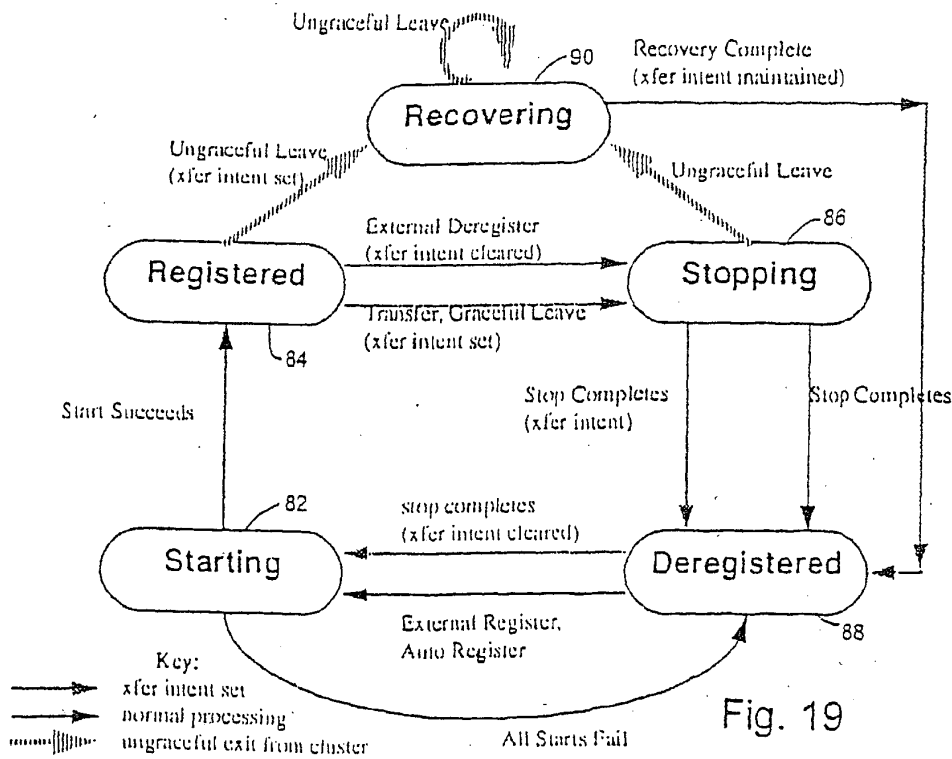 Ungraceful Leave
90
Recovery Complete
(xfer intent maintained)
Recovering
Ungraceful Leave
(xfer intent set)
Ungraceful Leave
86
External Deregister
(xfer intent cleared)
Registered
Stopping
Transfer, Graceful Leave
(xfer intent set)
84
Start Succeeds
Stop Completes
(xfer intent)
Stop Completes
82
stop completes
(xfer intent cleared)
Starting
Deregistered
External Register,
Auto Register
88
Key:
xfer intent set
normal processing
ungraceful exit from cluster
All Starts Fail
Fig. 19